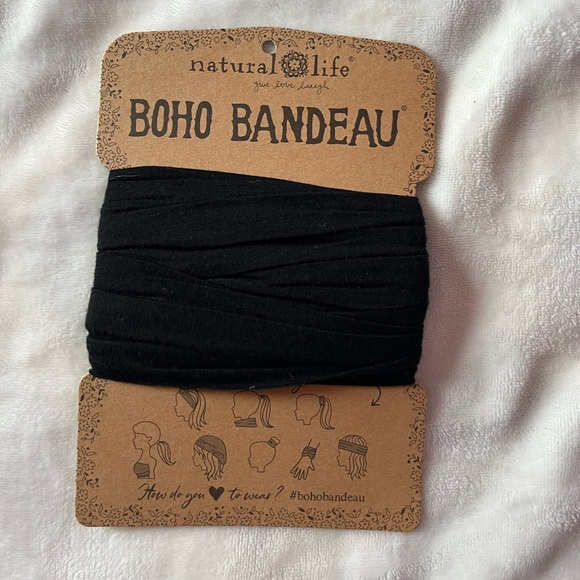 natural life®
give. love. laugh.
BOHO BANDEAU®
How do you ♥ to wear? #bohobandeau